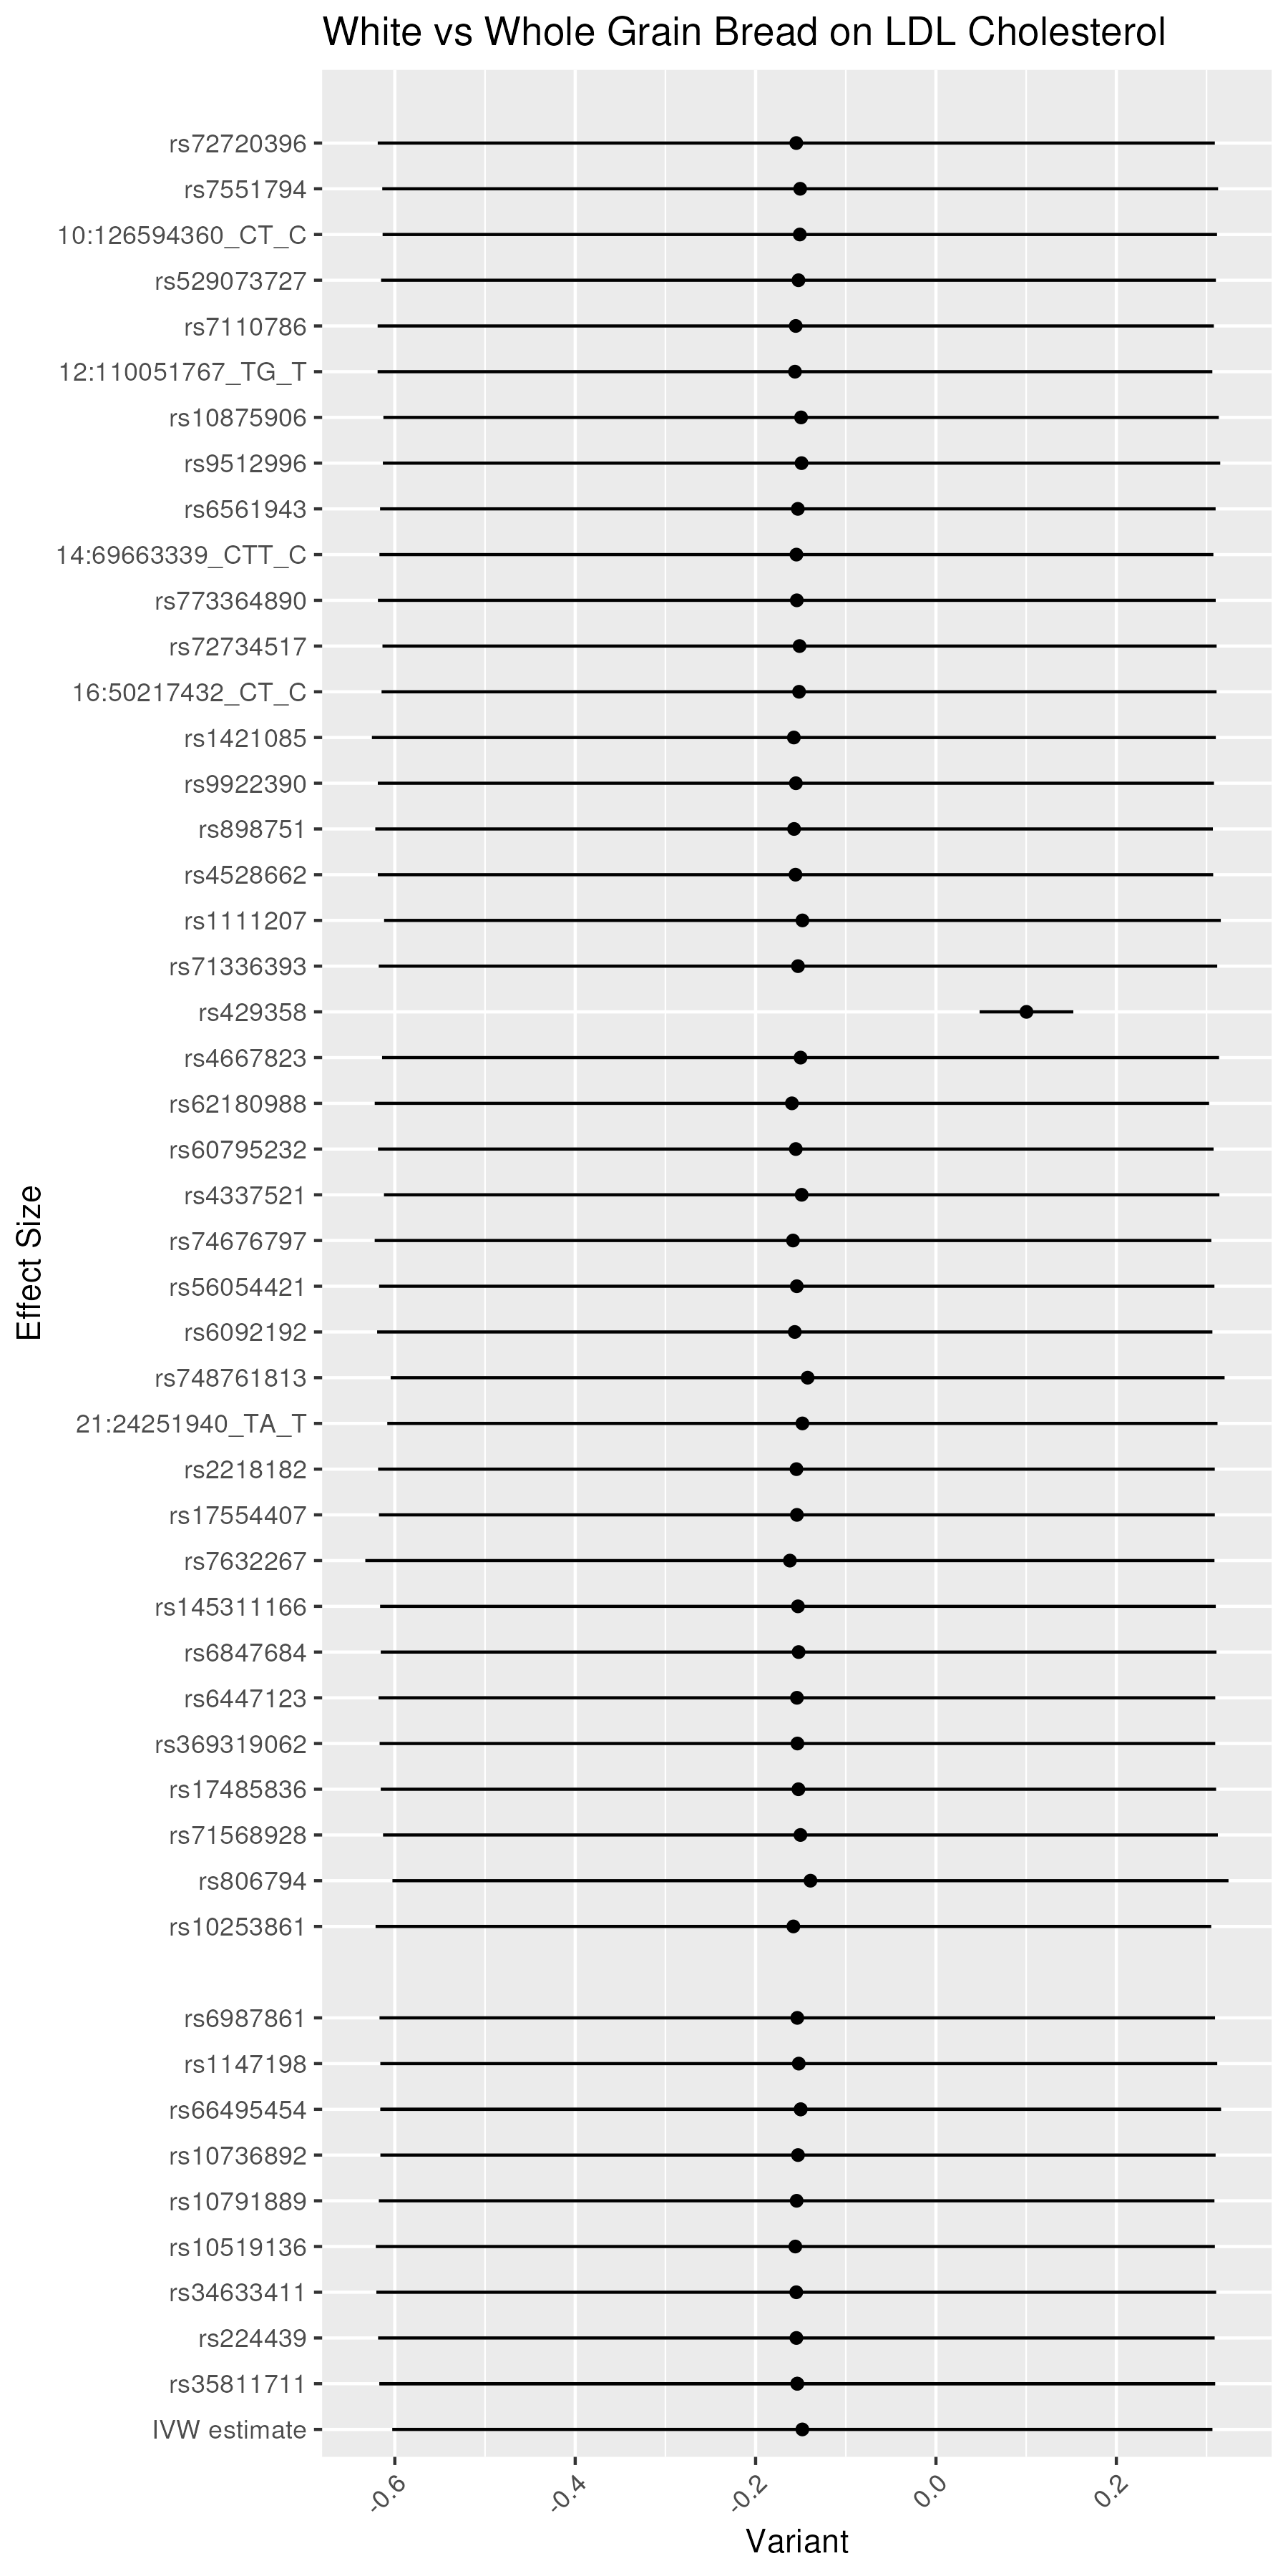 White vs Whole Grain Bread on LDL Cholesterol
rs72720396
rs7551794
10:126594360_CT_C
rs529073727
rs7110786
12:110051767_TG_T
rs10875906
rs9512996
rs6561943
14:69663339_CTT_C
rs773364890
rs72734517
16:50217432_CT_C
rs1421085
rs9922390
rs898751
rs4528662
rs1111207
rs71336393
rs429358
rs4667823
rs62180988
rs60795232
rs4337521
rs74676797
rs56054421
rs6092192
rs748761813
21:24251940_TA_T
rs2218182
rs17554407
rs7632267
rs145311166
rs6847684
rs6447123
rs369319062
rs17485836
rs71568928
rs806794
rs10253861
rs6987861
rs1147198
rs66495454
rs10736892
rs10791889
rs10519136
rs34633411
rs224439
rs35811711
IVW estimate
Effect Size
-0.6 -0.4 -0.2 0.0 0.2
Variant